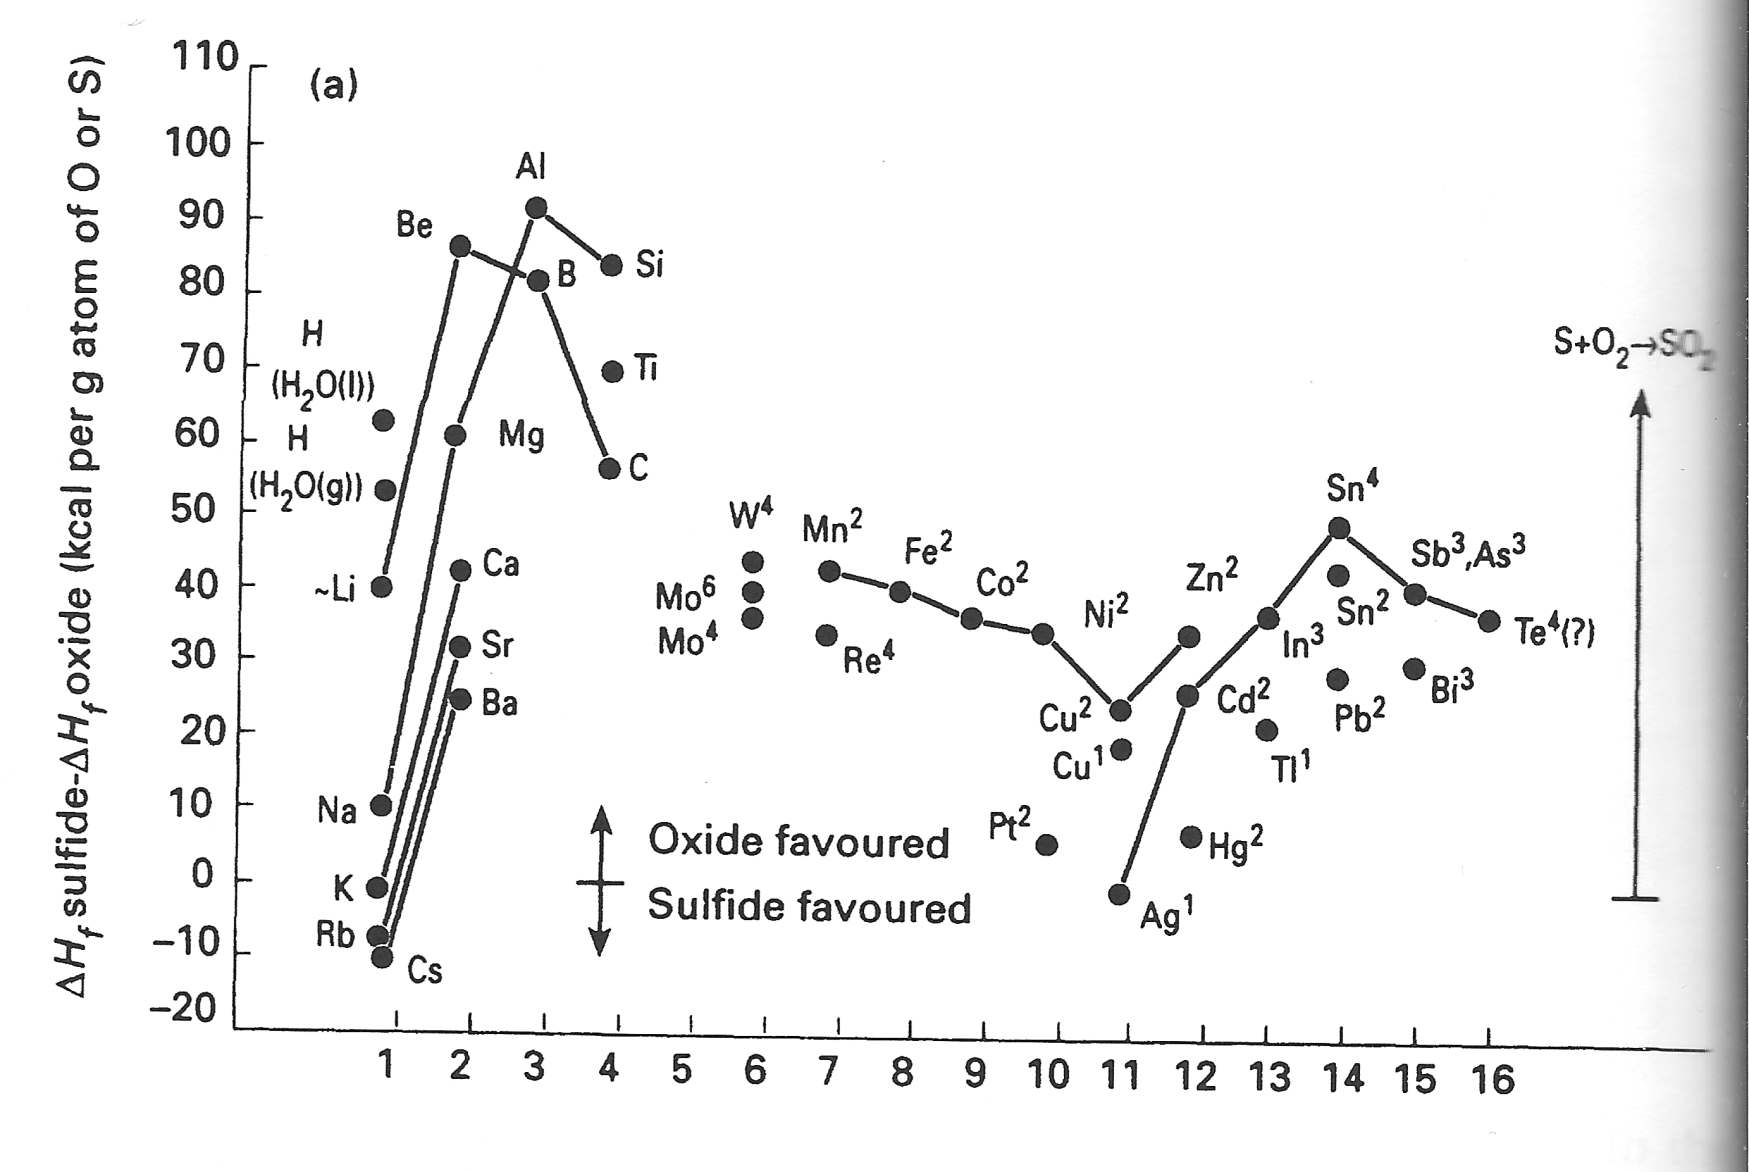 (a)
ΔH_f sulfide-ΔH_f oxide (kcal per g atom of O or S)
110
100
90
80
70
60
50
40
30
20
10
0
−10
−20
Al
Be
B
Si
H
(H₂O(l))
Ti
H
(H₂O(g))
Mg
C
~Li
Ca
Sr
Ba
Na
K
Rb
Cs
W⁴
Mo⁶
Mo⁴
Mn²
Re⁴
Fe²
Co²
Ni²
Zn²
Cu²
Cu¹
Pt²
Ag¹
Cd²
Hg²
In³
Tl¹
Sn⁴
Sn²
Pb²
Sb³,As³
Bi³
Te⁴(?)
S+O₂→SO₂
Oxide favoured
Sulfide favoured
1 2 3 4 5 6 7 8 9 10 11 12 13 14 15 16